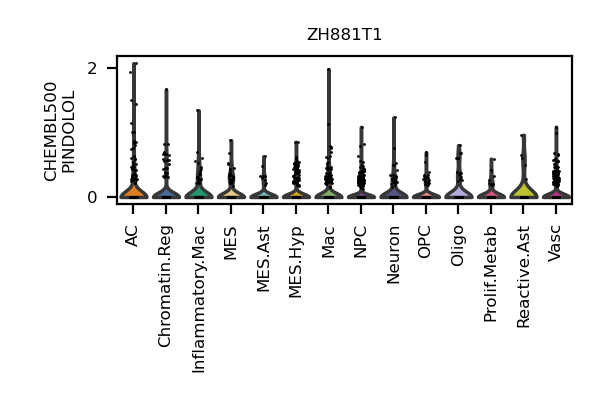 ZH881T1
CHEMBL500
PINDOLOL
2
0
AC
Chromatin.Reg
Inflammatory.Mac
MES
MES.Ast
MES.Hyp
Mac
NPC
Neuron
OPC
Oligo
Prolif.Metab
Reactive.Ast
Vasc